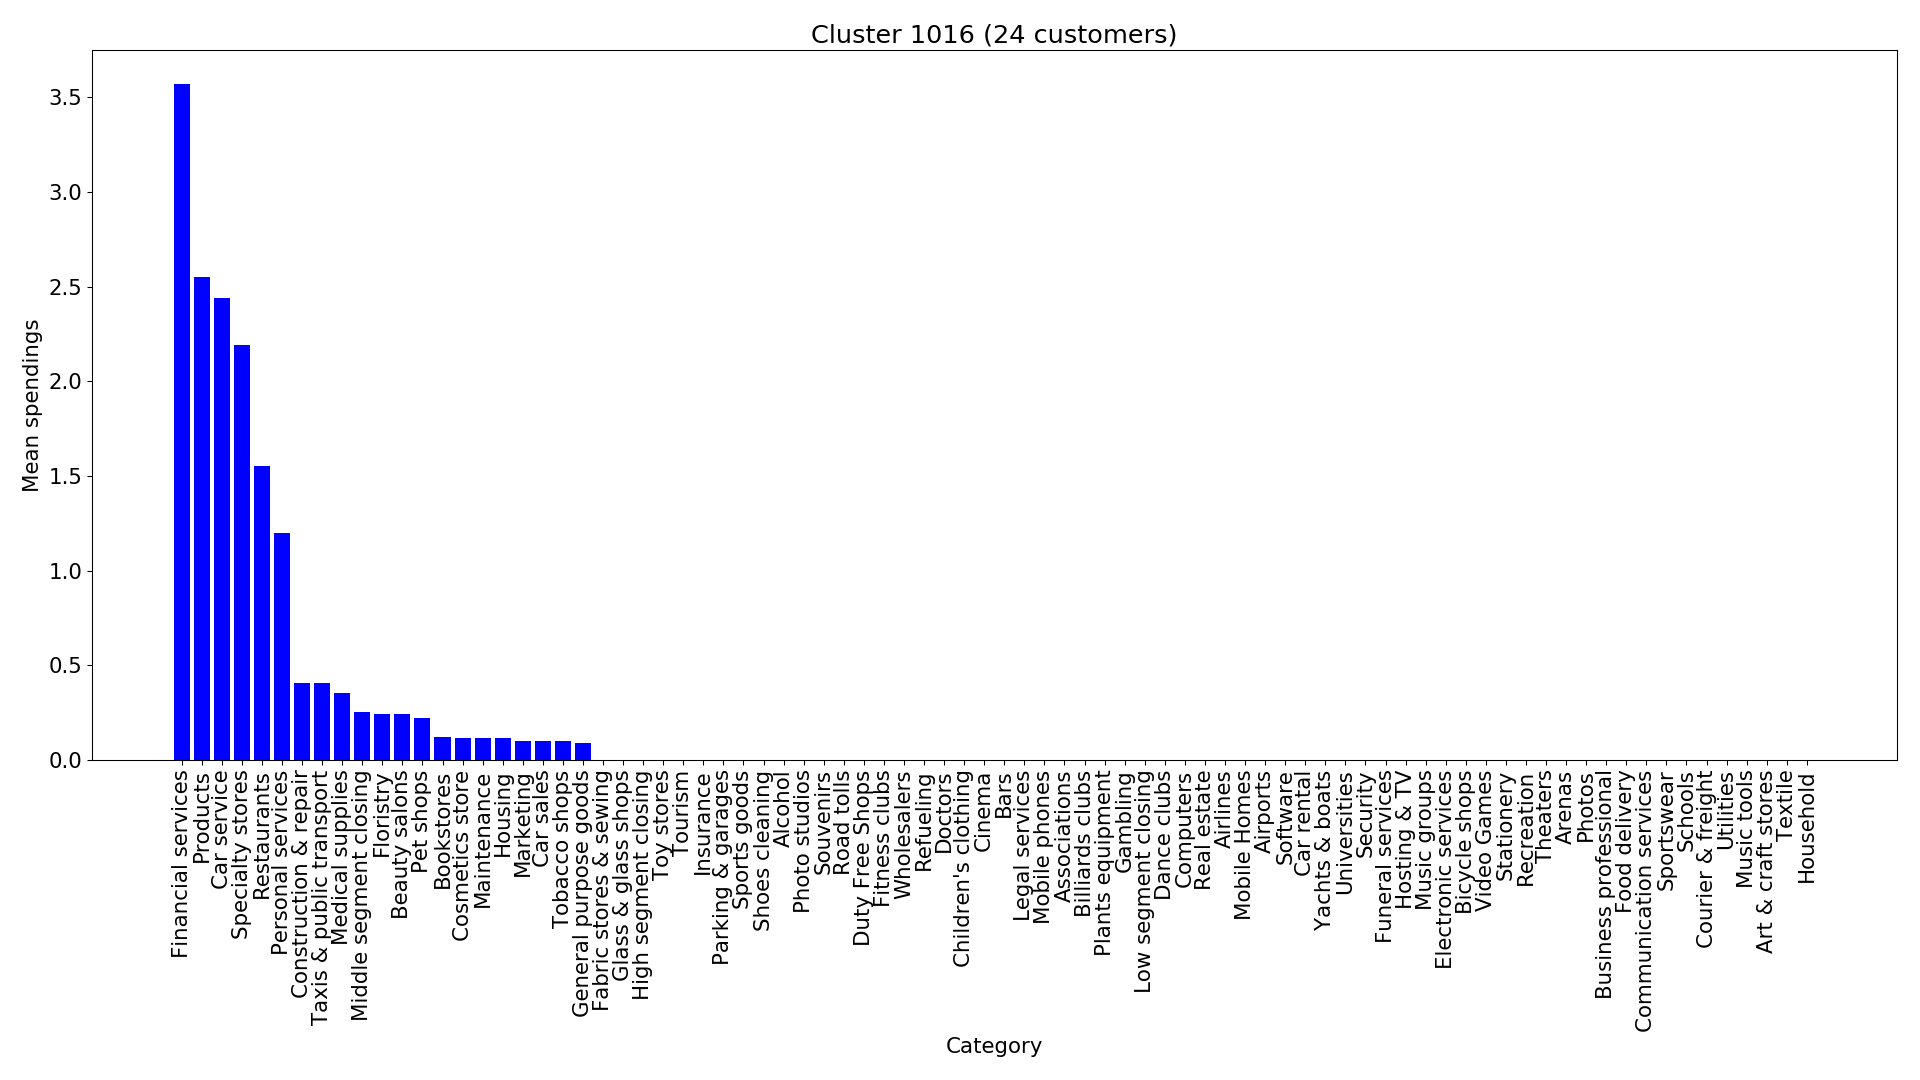 Cluster 1016 (24 customers)
Mean spendings
3.5
3.0
2.5
2.0
1.5
1.0
0.5
0.0
Financial services
Products
Car service
Specialty stores
Restaurants
Personal services
Construction & repair
Taxis & public transport
Medical supplies
Middle segment closing
Floristry
Beauty salons
Pet shops
Bookstores
Cosmetics store
Maintenance
Housing
Marketing
Car sales
Tobacco shops
General purpose goods
Fabric stores & sewing
Glass & glass shops
High segment closing
Toy stores
Tourism
Insurance
Parking & garages
Sports goods
Shoes cleaning
Alcohol
Photo studios
Souvenirs
Road tolls
Duty Free Shops
Fitness clubs
Wholesalers
Refueling
Doctors
Children's clothing
Cinema
Bars
Legal services
Mobile phones
Associations
Billiards clubs
Plants equipment
Gambling
Low segment closing
Dance clubs
Computers
Real estate
Airlines
Mobile Homes
Airports
Software
Car rental
Yachts & boats
Universities
Security
Funeral services
Hosting & TV
Music groups
Electronic services
Bicycle shops
Video Games
Stationery
Recreation
Theaters
Arenas
Photos
Business professional
Food delivery
Communication services
Sportswear
Schools
Courier & freight
Utilities
Music tools
Art & craft stores
Textile
Household
Category